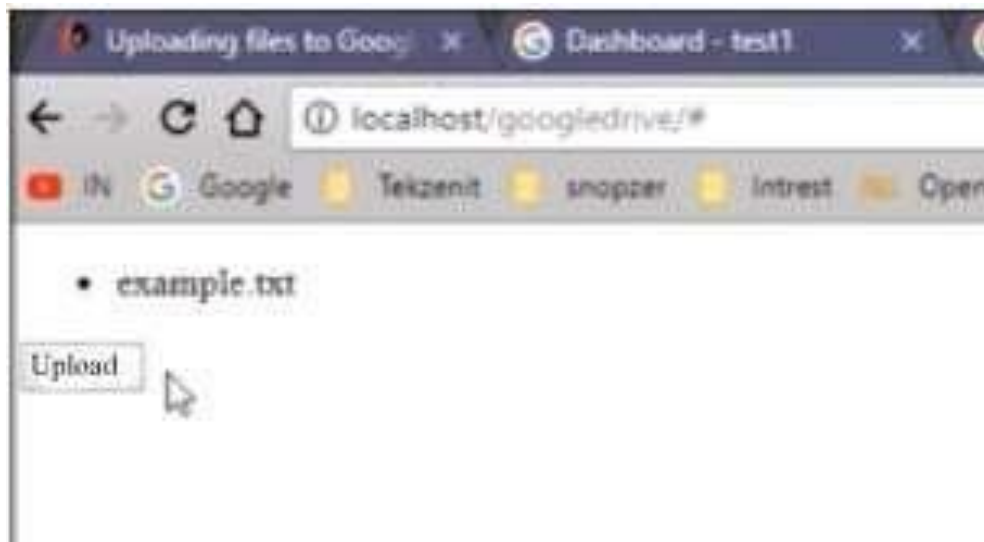 Uploading files to Goog Dashboard - test1
localhost/googledrive/#
IN Google Tekzenit snopzer Intrest Open
example.txt
Upload